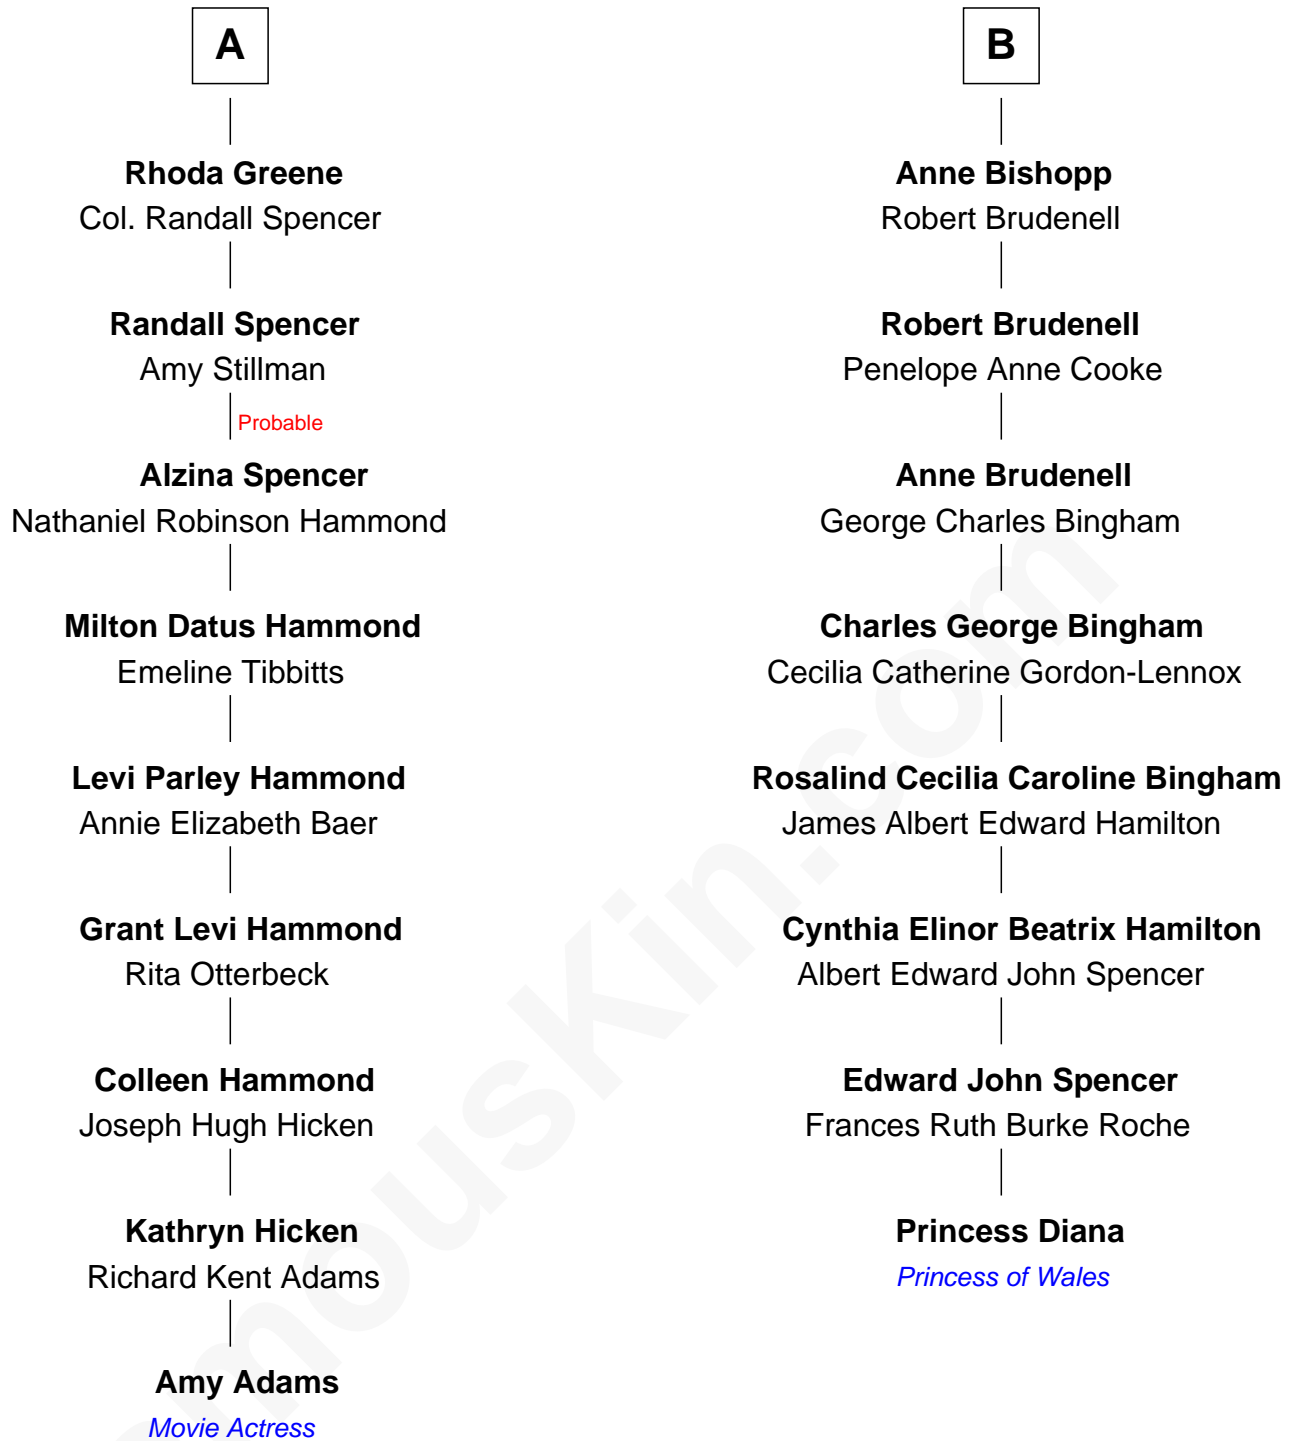 A
Rhoda Greene
Col. Randall Spencer
Randall Spencer
Amy Stillman
Probable
Alzina Spencer
Nathaniel Robinson Hammond
Milton Datus Hammond
Emeline Tibbitts
Levi Parley Hammond
Annie Elizabeth Baer
Grant Levi Hammond
Rita Otterbeck
Colleen Hammond
Joseph Hugh Hicken
Kathryn Hicken
Richard Kent Adams
Amy Adams
Movie Actress
B
Anne Bishopp
Robert Brudenell
Robert Brudenell
Penelope Anne Cooke
Anne Brudenell
George Charles Bingham
Charles George Bingham
Cecilia Catherine Gordon-Lennox
Rosalind Cecilia Caroline Bingham
James Albert Edward Hamilton
Cynthia Elinor Beatrix Hamilton
Albert Edward John Spencer
Edward John Spencer
Frances Ruth Burke Roche
Princess Diana
Princess of Wales
mousKin.com